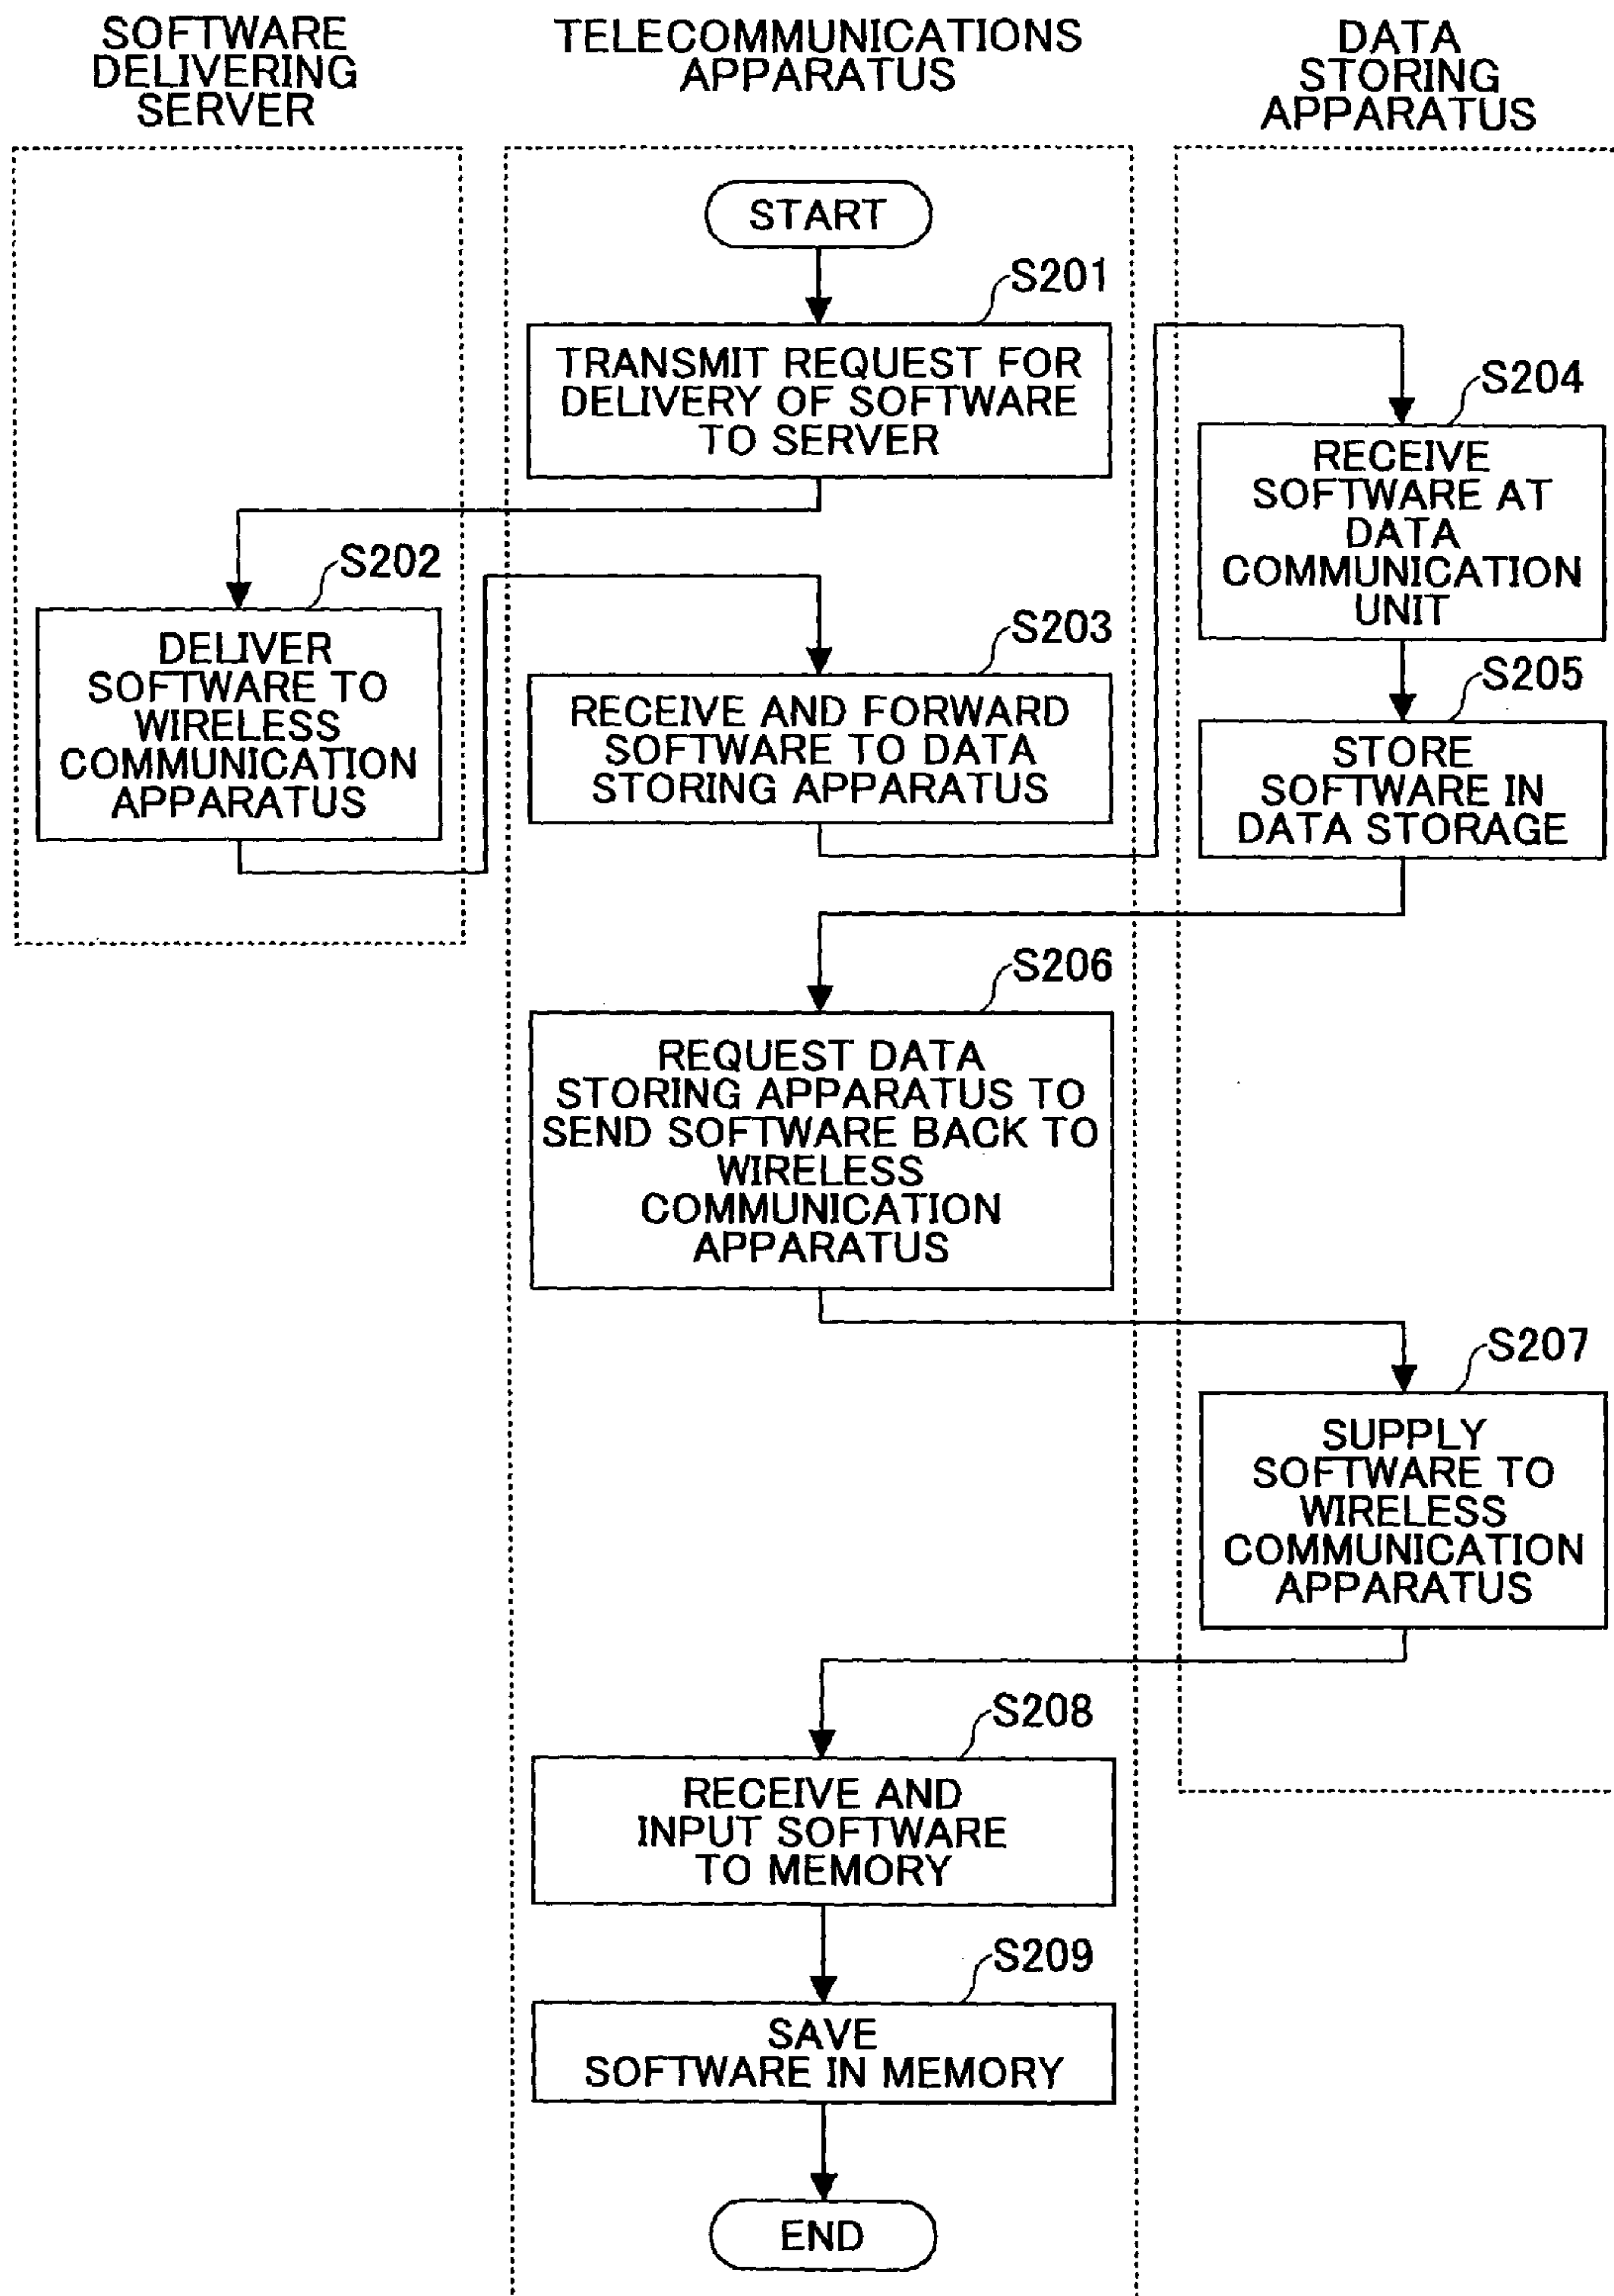 SOFTWARE
DELIVERING
SERVER
TELECOMMUNICATIONS
APPARATUS
DATA
STORING
APPARATUS
START
S201
TRANSMIT REQUEST FOR
DELIVERY OF SOFTWARE
TO SERVER
S202
DELIVER
SOFTWARE TO
WIRELESS
COMMUNICATION
APPARATUS
S203
RECEIVE AND FORWARD
SOFTWARE TO DATA
STORING APPARATUS
S204
RECEIVE
SOFTWARE AT
DATA
COMMUNICATION
UNIT
S205
STORE
SOFTWARE IN
DATA STORAGE
S206
REQUEST DATA
STORING APPARATUS TO
SEND SOFTWARE BACK TO
WIRELESS
COMMUNICATION
APPARATUS
S207
SUPPLY
SOFTWARE TO
WIRELESS
COMMUNICATION
APPARATUS
S208
RECEIVE AND
INPUT SOFTWARE
TO MEMORY
S209
SAVE
SOFTWARE IN MEMORY
END